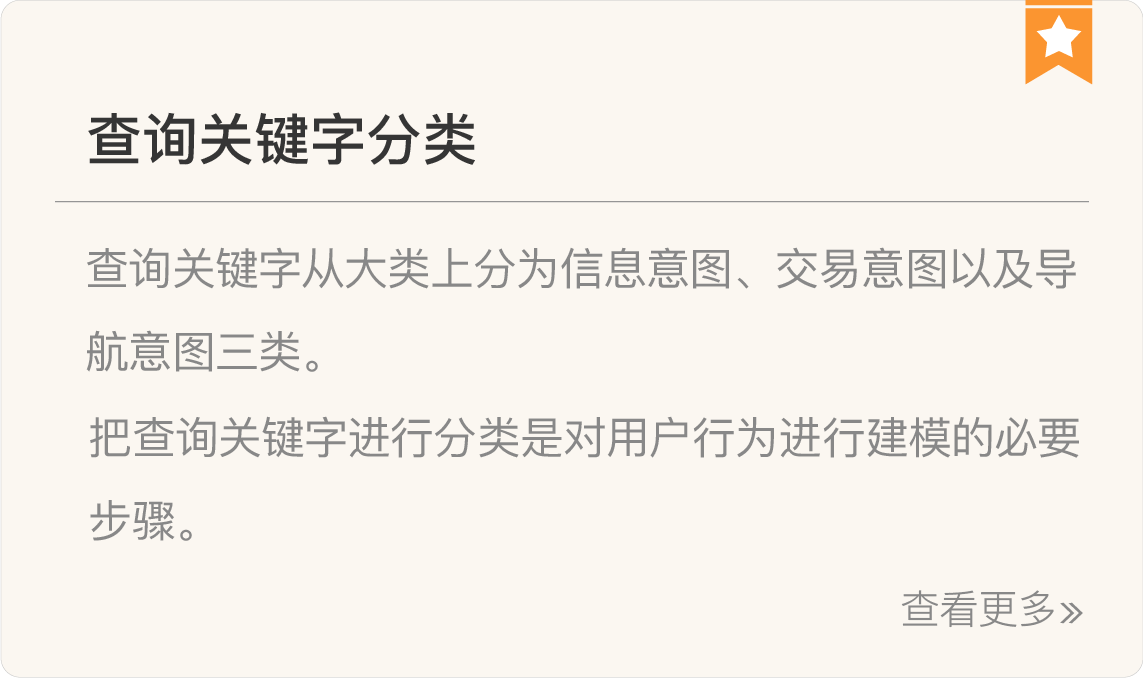 查询关键字分类
查询关键字从大类上分为信息意图、交易意图以及导
航意图三类。
把查询关键字进行分类是对用户行为进行建模的必要
步骤。
查看更多»